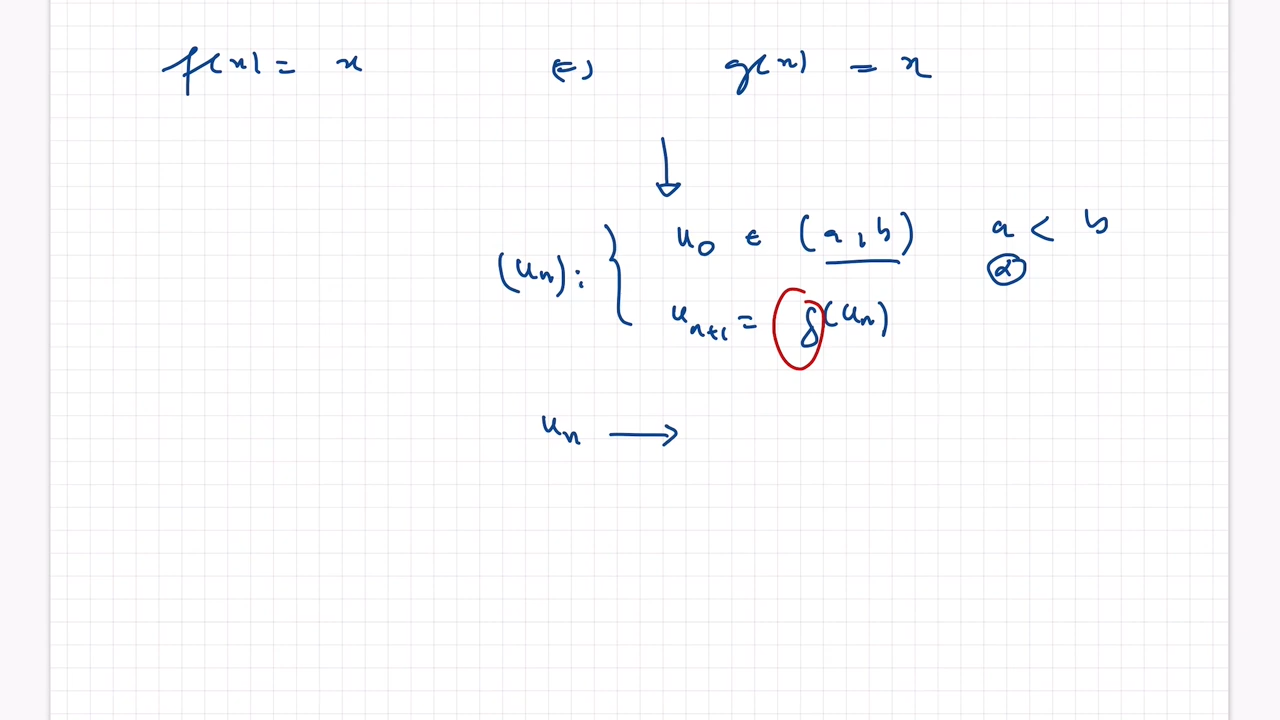 f(x) = x ⇔ g(x) = x
↓
(uₙ): { u₀ ∈ (a, b) a < b
α
uₙ₊₁ = g(uₙ)
uₙ ⟶